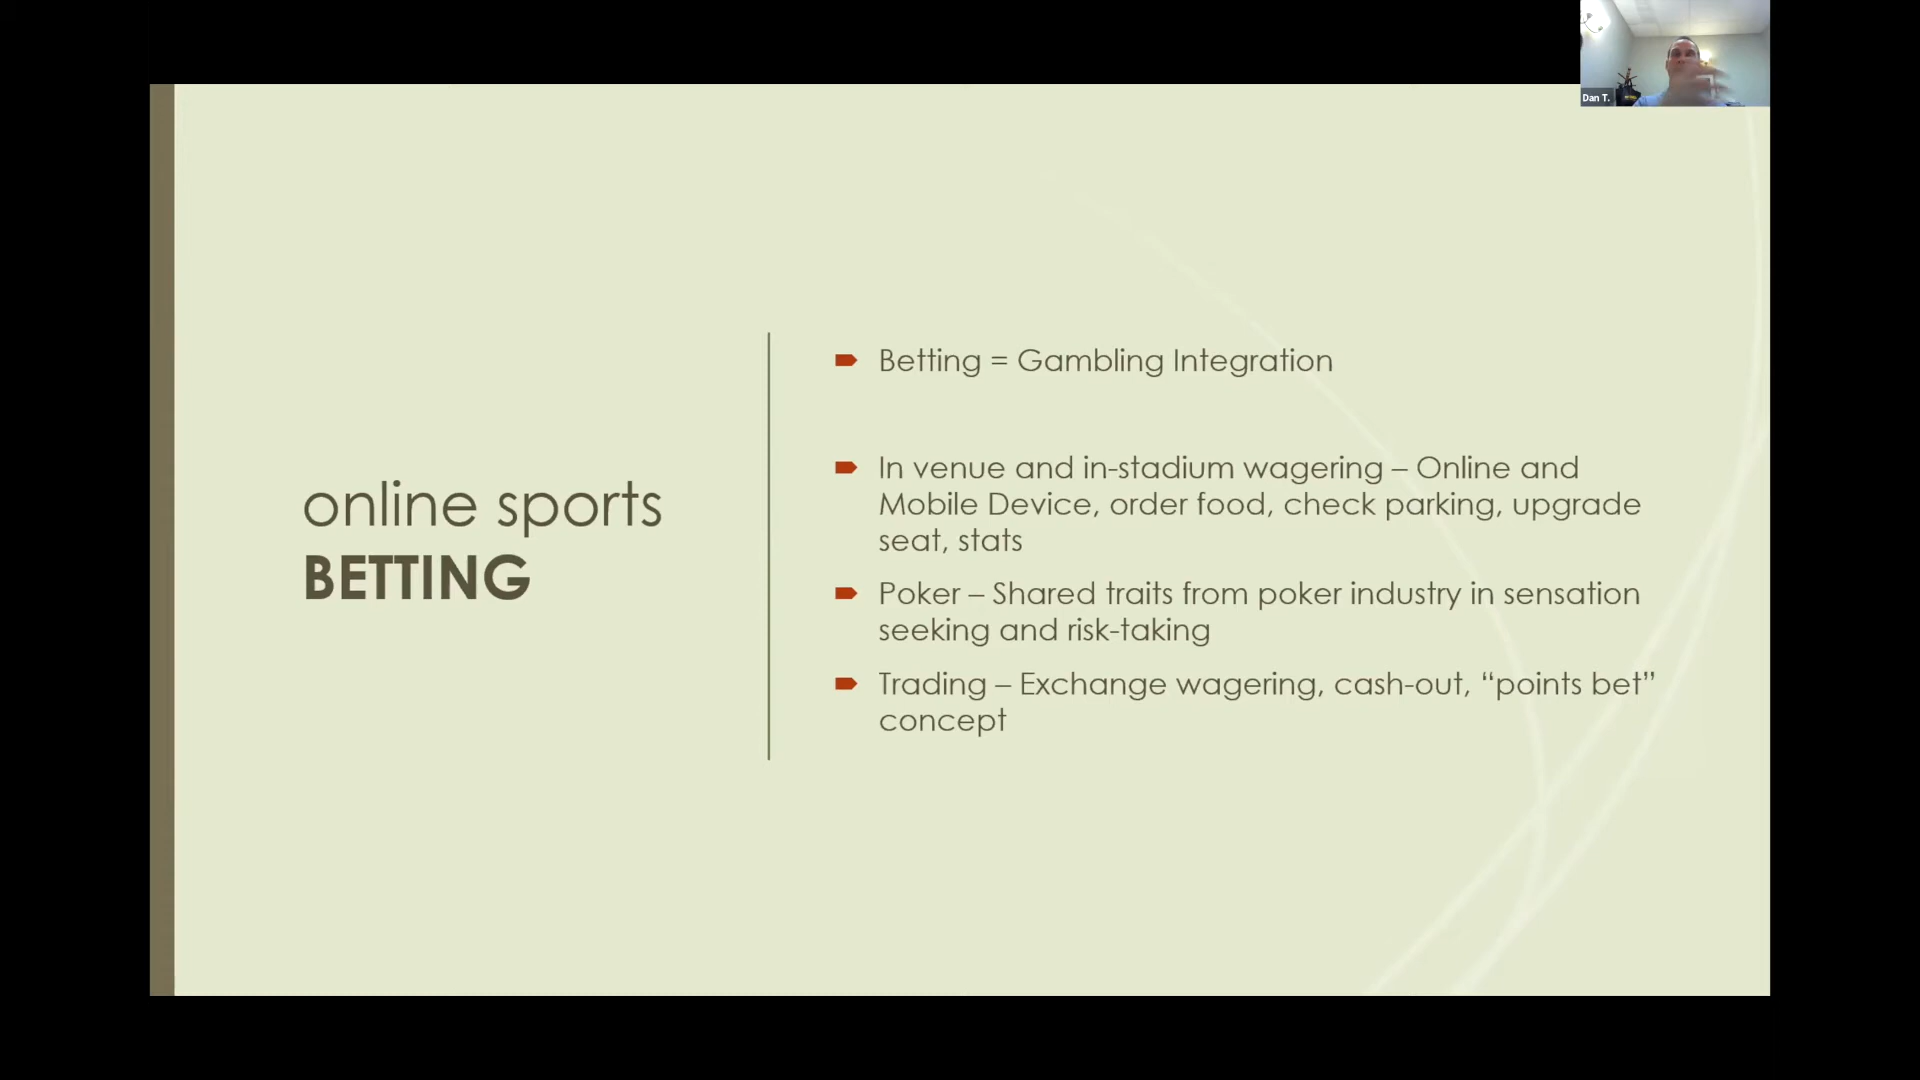 Dan T.
online sports
BETTING
Betting = Gambling Integration
In venue and in-stadium wagering – Online and
Mobile Device, order food, check parking, upgrade
seat, stats
Poker – Shared traits from poker industry in sensation
seeking and risk-taking
Trading – Exchange wagering, cash-out, “points bet”
concept